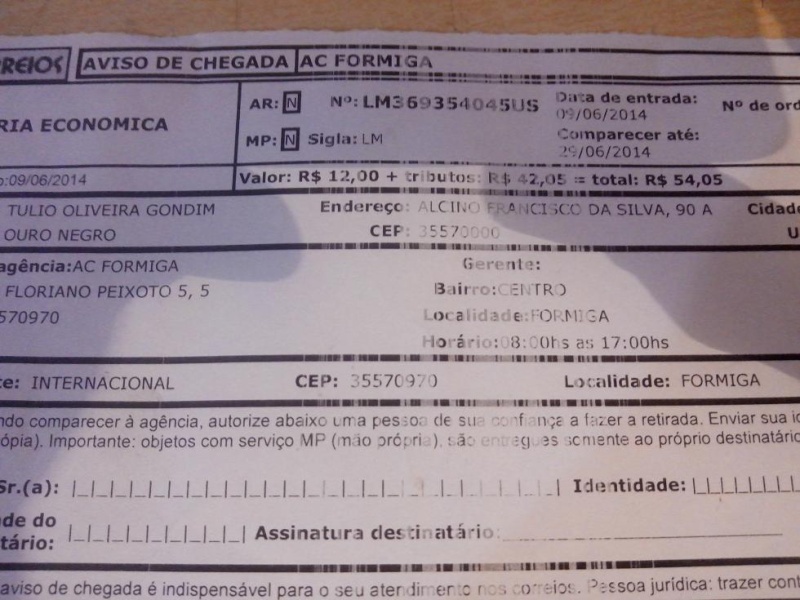 REIOS AVISO DE CHEGADA AC FORMIGA
RIA ECONOMICA
AR: N Nº: LM369354045US Data de entrada: 09/06/2014 Nº de ord
MP: N Sigla: LM Comparecer até: 29/06/2014
o:09/06/2014 Valor: R$ 12,00 + tributos: R$ 42,05 = total: R$ 54,05
TULIO OLIVEIRA GONDIM Endereço: ALCINO FRANCISCO DA SILVA, 90 A Cidade
OURO NEGRO CEP: 35570000 U
agência:AC FORMIGA Gerente:
FLORIANO PEIXOTO 5, 5 Bairro:CENTRO
570970 Localidade:FORMIGA
Horário:08:00hs as 17:00hs
te: INTERNACIONAL CEP: 35570970 Localidade: FORMIGA
ndo comparecer à agência, autorize abaixo uma pessoa de sua confiança a fazer a retirada. Enviar sua id
ópia). Importante: objetos com serviço MP (mão própria), são entregues somente ao próprio destinatário
Sr.(a): Identidade:
de do
tário: Assinatura destinatário:
aviso de chegada é indispensável para o seu atendimento nos correios. Pessoa jurídica: trazer cont